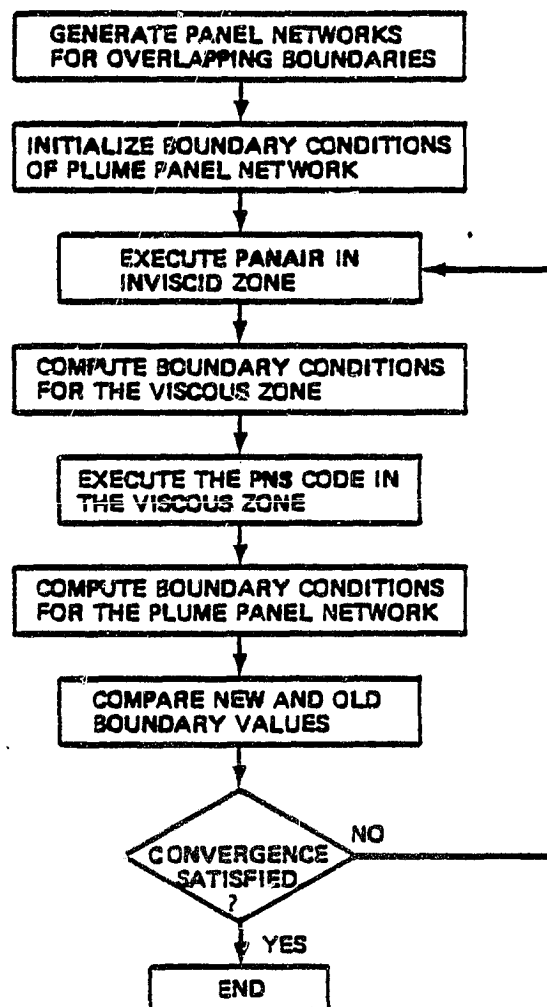 GENERATE PANEL NETWORKS
FOR OVERLAPPING BOUNDARIES
INITIALIZE BOUNDARY CONDITIONS
OF PLUME PANEL NETWORK
EXECUTE PANAIR IN
INVISCID ZONE
COMPUTE BOUNDARY CONDITIONS
FOR THE VISCOUS ZONE
EXECUTE THE PNS CODE IN
THE VISCOUS ZONE
COMPUTE BOUNDARY CONDITIONS
FOR THE PLUME PANEL NETWORK
COMPARE NEW AND OLD
BOUNDARY VALUES
NO
CONVERGENCE
SATISFIED
?
YES
END